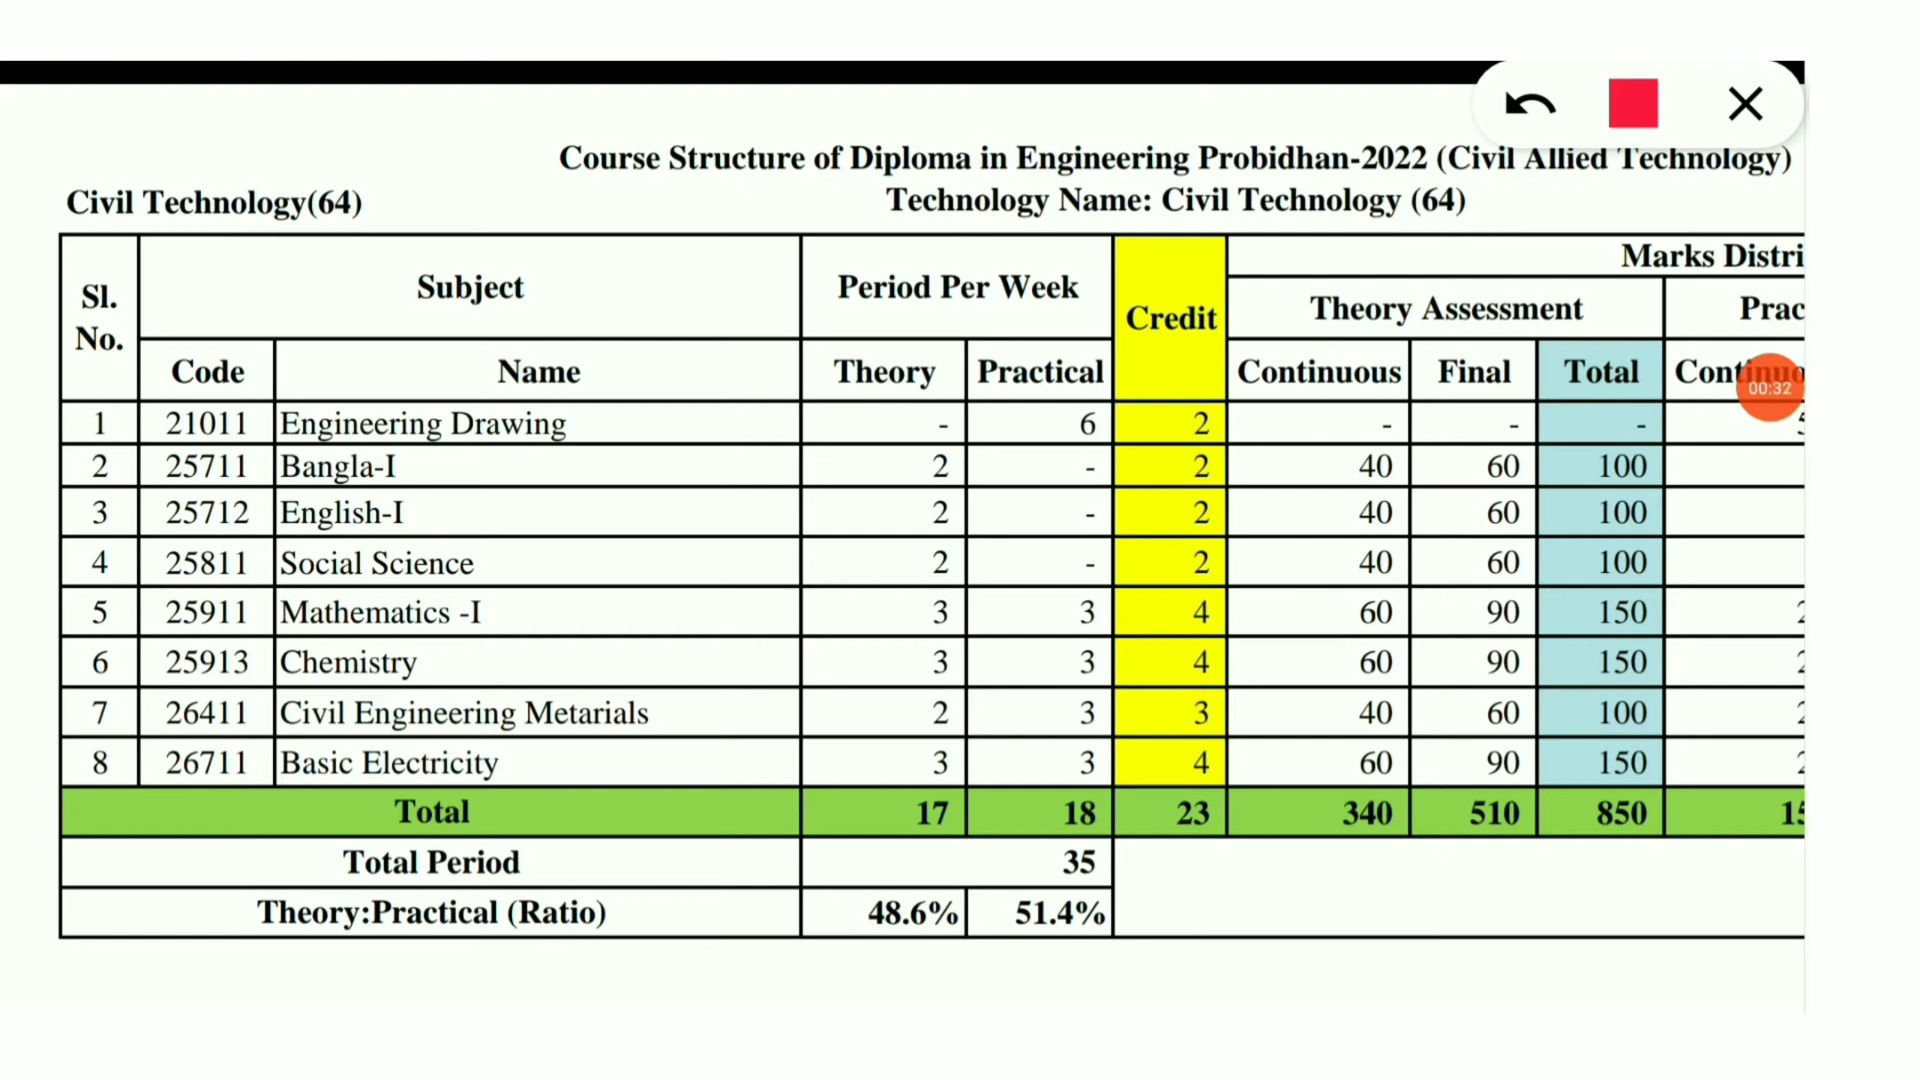 Course Structure of Diploma in Engineering Probidhan-2022 (Civil Allied Technology)
Civil Technology(64) Technology Name: Civil Technology (64)
Sl. No. Subject Period Per Week Credit Marks Distri
Theory Assessment Prac
Code Name Theory Practical Continuous Final Total
00:32
1 21011 Engineering Drawing - 6 2 - - -
2 25711 Bangla-I 2 - 2 40 60 100
3 25712 English-I 2 - 2 40 60 100
4 25811 Social Science 2 - 2 40 60 100
5 25911 Mathematics -I 3 3 4 60 90 150
6 25913 Chemistry 3 3 4 60 90 150
7 26411 Civil Engineering Metarials 2 3 3 40 60 100
8 26711 Basic Electricity 3 3 4 60 90 150
Total 17 18 23 340 510 850
Total Period 35
Theory:Practical (Ratio) 48.6% 51.4%